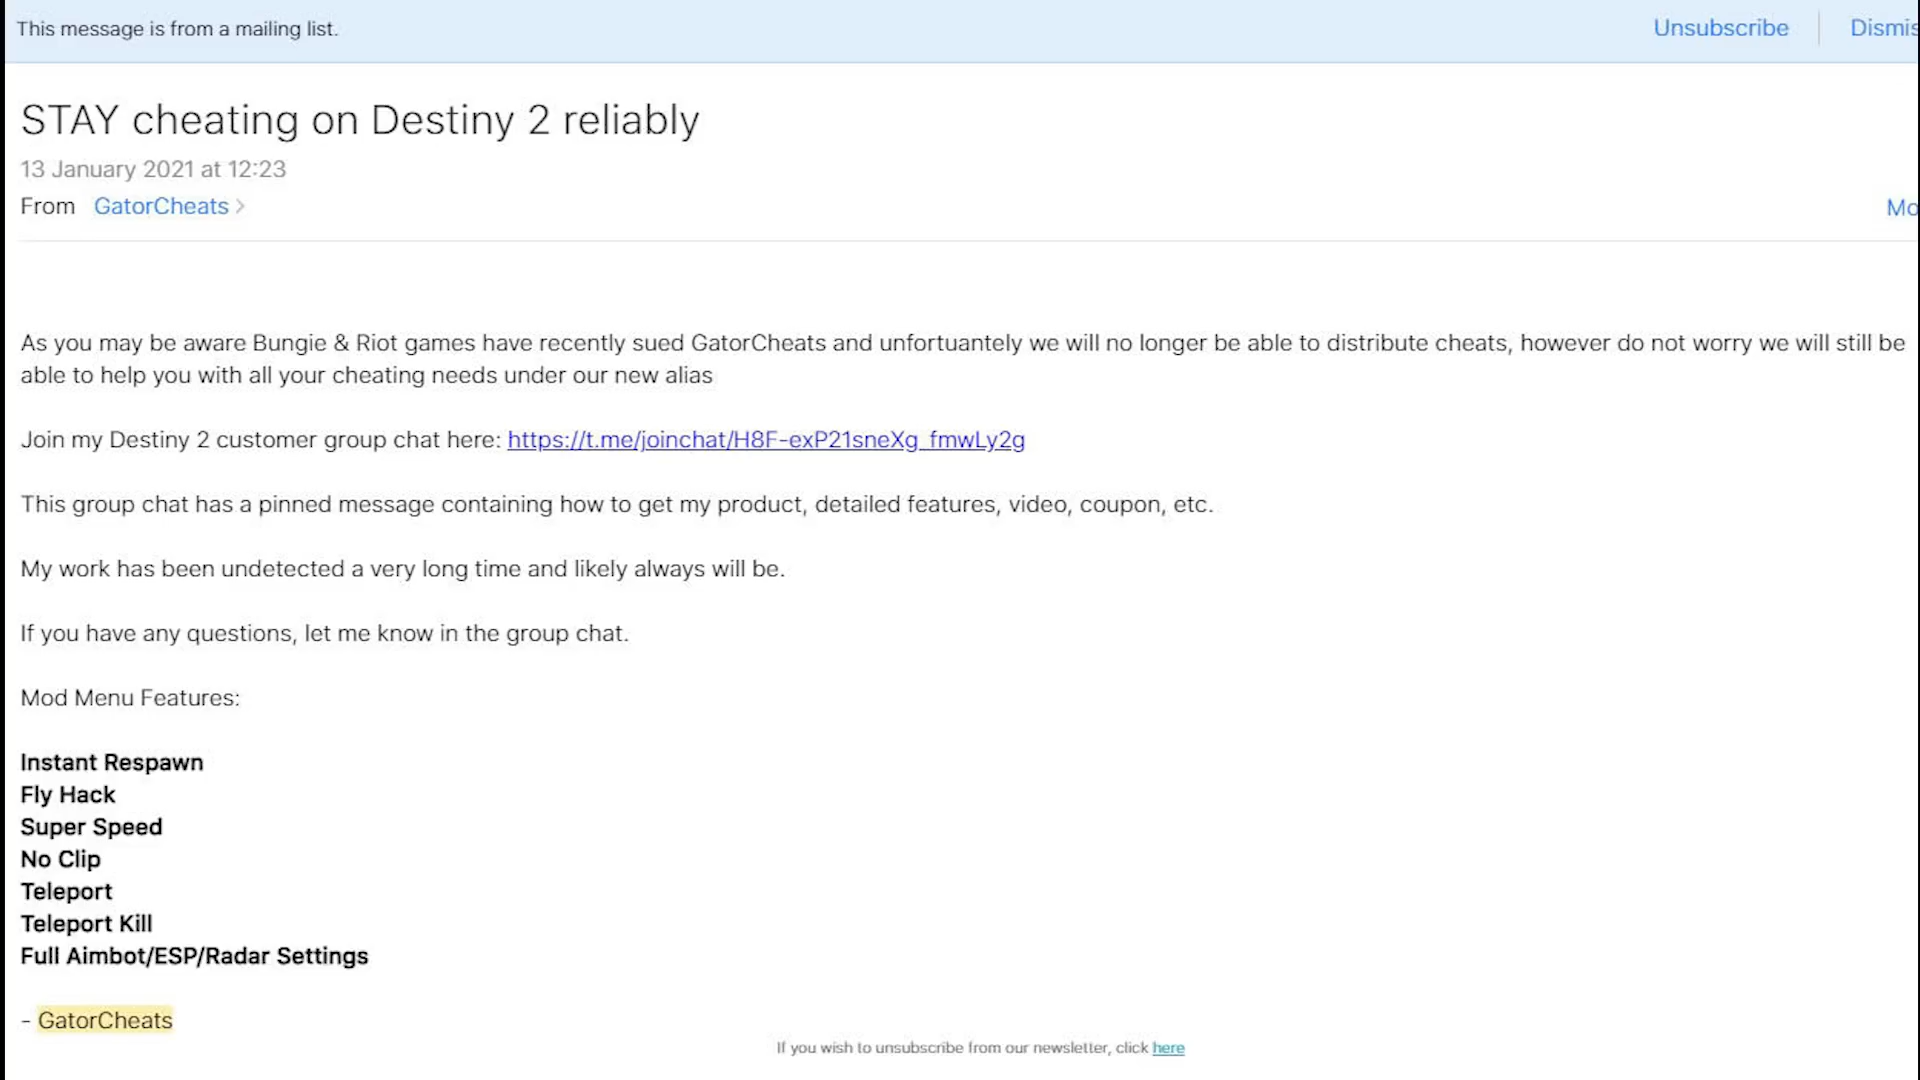 This message is from a mailing list.
Unsubscribe
Dismis
STAY cheating on Destiny 2 reliably
13 January 2021 at 12:23
From GatorCheats >
Mo
As you may be aware Bungie & Riot games have recently sued GatorCheats and unfortuantely we will no longer be able to distribute cheats, however do not worry we will still be
able to help you with all your cheating needs under our new alias
Join my Destiny 2 customer group chat here: https://t.me/joinchat/H8F-exP21sneXg_fmwLy2g
This group chat has a pinned message containing how to get my product, detailed features, video, coupon, etc.
My work has been undetected a very long time and likely always will be.
If you have any questions, let me know in the group chat.
Mod Menu Features:
Instant Respawn
Fly Hack
Super Speed
No Clip
Teleport
Teleport Kill
Full Aimbot/ESP/Radar Settings
- GatorCheats
If you wish to unsubscribe from our newsletter, click here